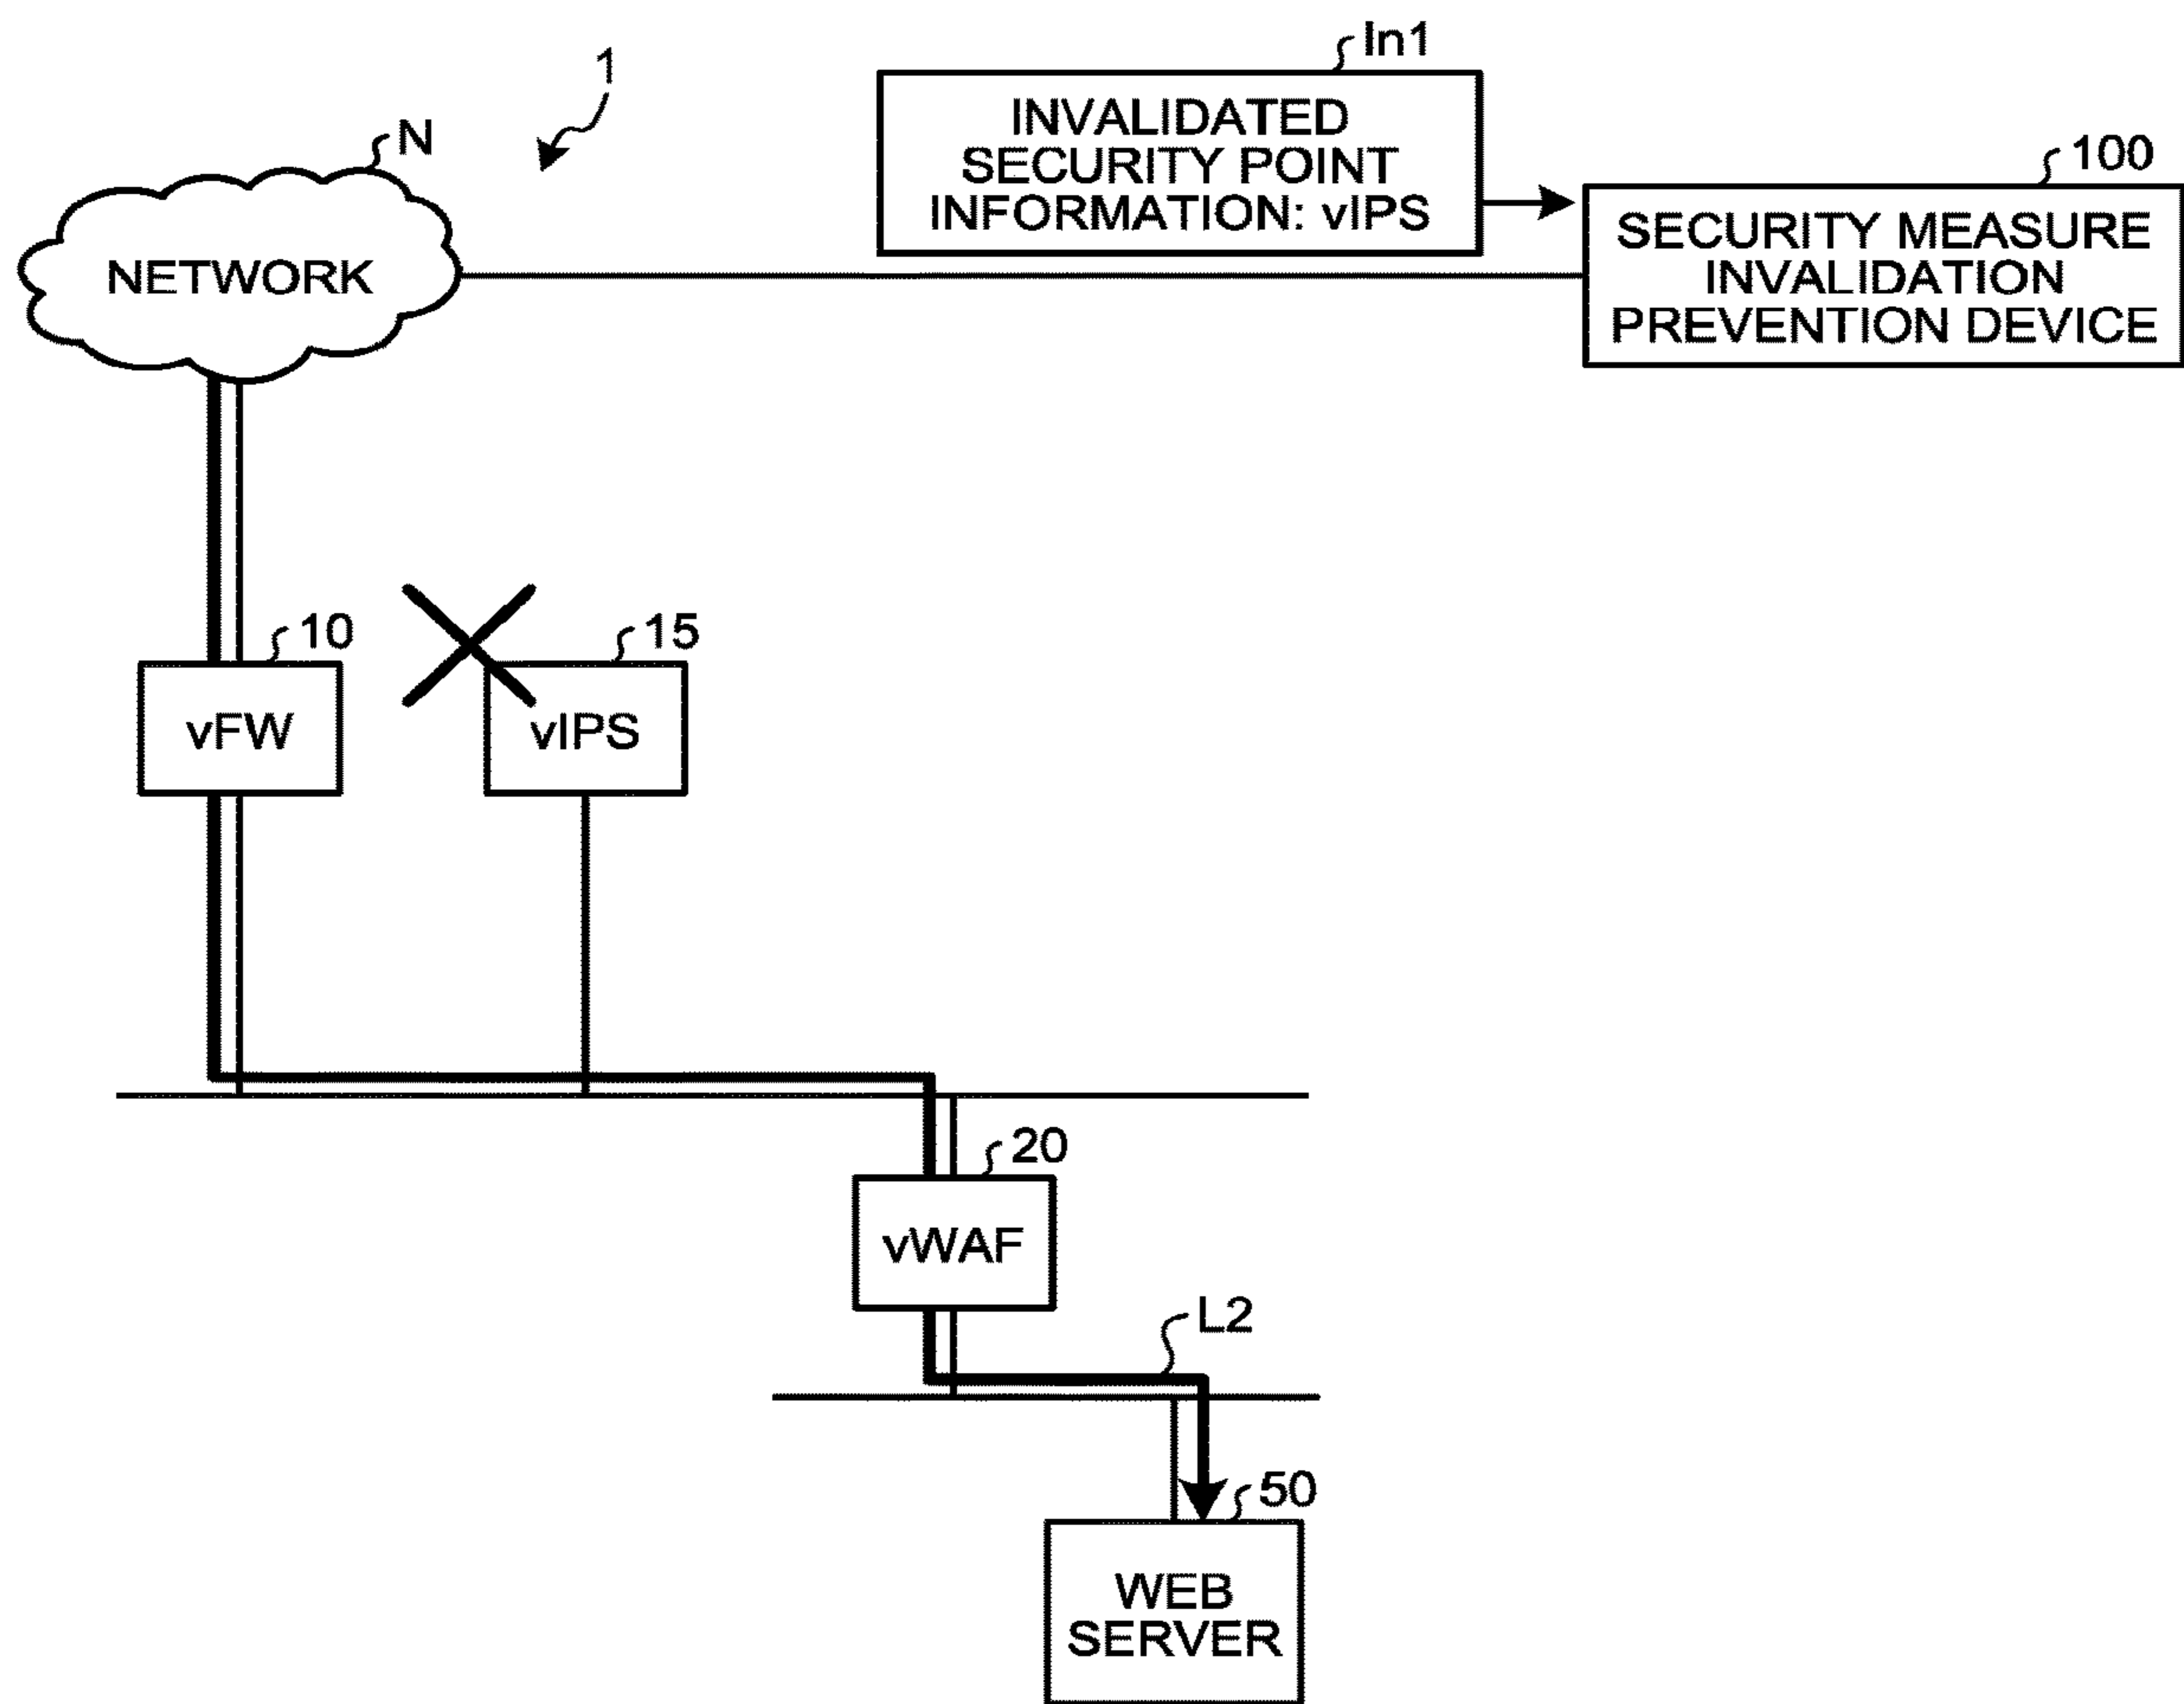 1
In1
INVALIDATED
SECURITY POINT
INFORMATION: vIPS
N
100
NETWORK
SECURITY MEASURE
INVALIDATION
PREVENTION DEVICE
10
15
vFW
vIPS
20
vWAF
L2
50
WEB
SERVER